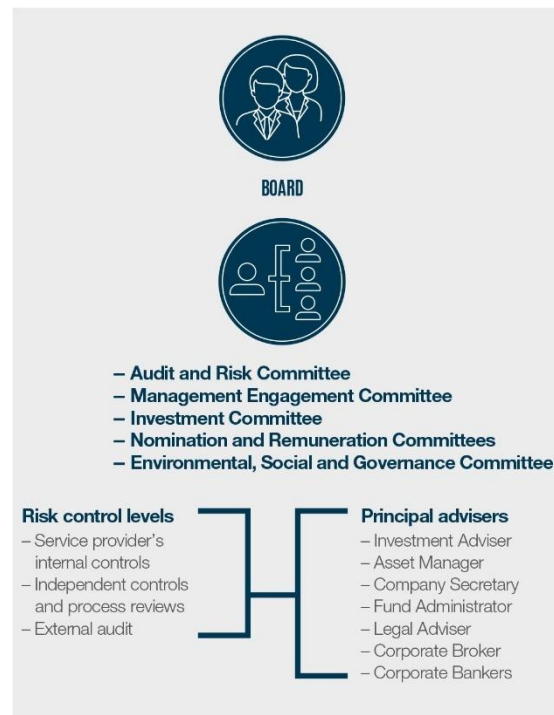 BOARD
– Audit and Risk Committee
– Management Engagement Committee
– Investment Committee
– Nomination and Remuneration Committees
– Environmental, Social and Governance Committee
Risk control levels
– Service provider's
internal controls
– Independent controls
and process reviews
– External audit
Principal advisers
– Investment Adviser
– Asset Manager
– Company Secretary
– Fund Administrator
– Legal Adviser
– Corporate Broker
– Corporate Bankers